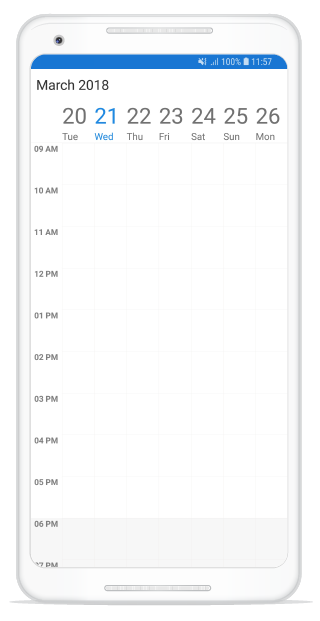 100% 11:57
March 2018
20 21 22 23 24 25 26
Tue Wed Thu Fri Sat Sun Mon
09 AM
10 AM
11 AM
12 PM
01 PM
02 PM
03 PM
04 PM
05 PM
06 PM
07 PM